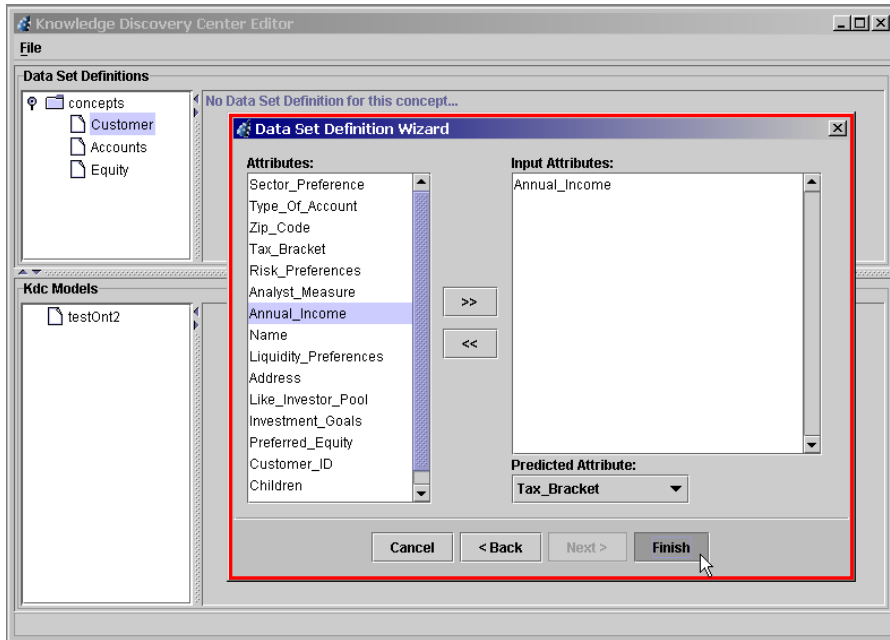 Knowledge Discovery Center Editor
File
Data Set Definitions
concepts
Customer
Accounts
Equity
No Data Set Definition for this concept...
Data Set Definition Wizard
Attributes:
Sector_Preference
Type_Of_Account
Zip_Code
Tax_Bracket
Risk_Preferences
Analyst_Measure
Annual_Income
Name
Liquidity_Preferences
Address
Like_Investor_Pool
Investment_Goals
Preferred_Equity
Customer_ID
Children
>>
<<
Input Attributes:
Annual_Income
Predicted Attribute:
Tax_Bracket
Cancel
< Back
Next >
Finish
Kdc Models
testOnt2